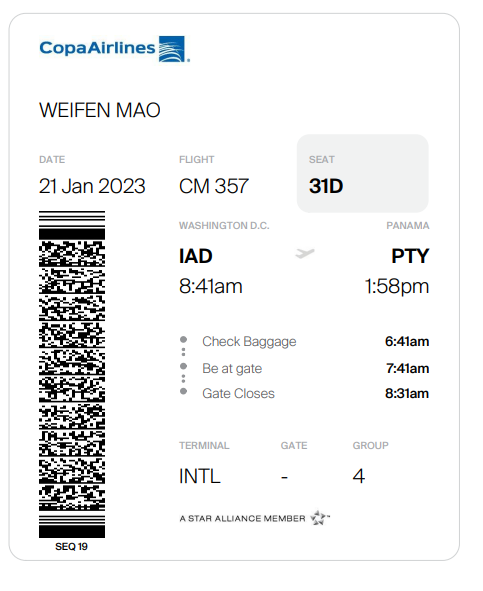 CopaAirlines
WEIFEN MAO
DATE FLIGHT SEAT
21 Jan 2023 CM 357 31D
WASHINGTON D.C. PANAMA
IAD PTY
8:41am 1:58pm
Check Baggage 6:41am
Be at gate 7:41am
Gate Closes 8:31am
TERMINAL GATE GROUP
INTL - 4
A STAR ALLIANCE MEMBER
SEQ 19